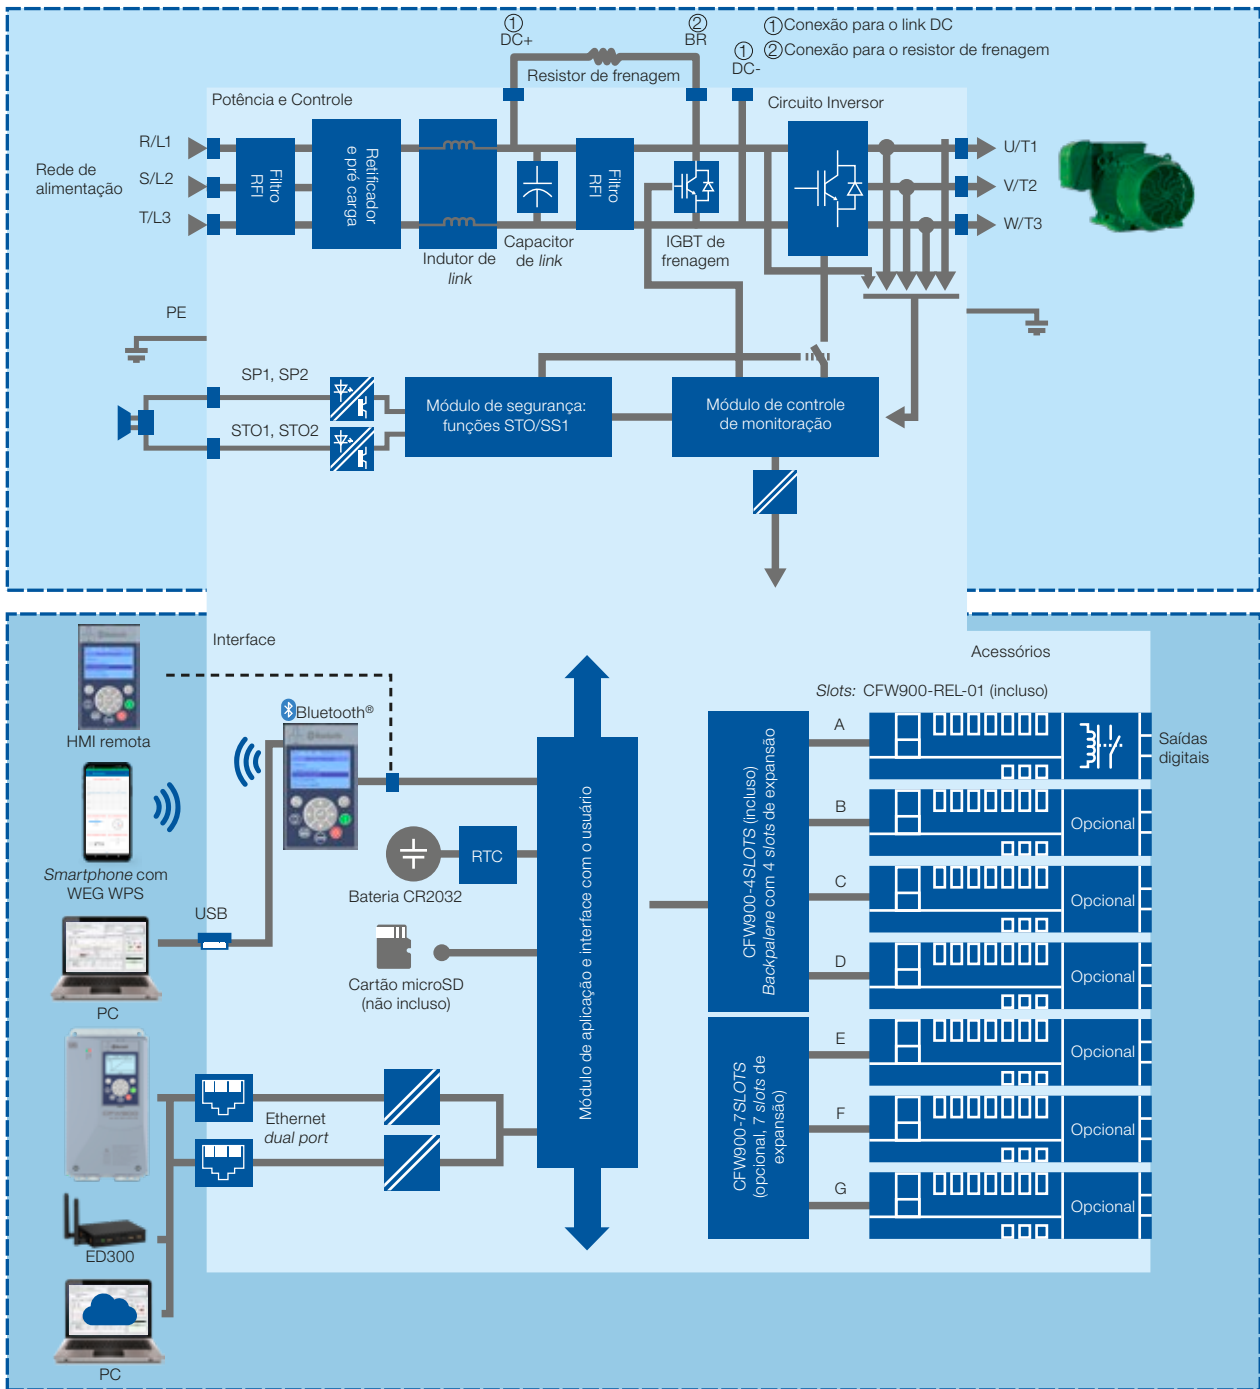 ①
DC+
②
BR
①Conexão para o link DC
②Conexão para o resistor de frenagem
①
DC-
Resistor de frenagem
Potência e Controle
Circuito Inversor
Rede de
alimentação
R/L1
S/L2
T/L3
Filtro
RFI
Retificador
e pré carga
Indutor de
link
Capacitor
de link
Filtro
RFI
IGBT de
frenagem
U/T1
V/T2
W/T3
PE
SP1, SP2
STO1, STO2
Módulo de segurança:
funções STO/SS1
Módulo de controle
de monitoração
Interface
Acessórios
HMI remota
Bluetooth®
Smartphone com
WEG WPS
USB
PC
Bateria CR2032
RTC
Cartão microSD
(não incluso)
Ethernet
dual port
ED300
PC
Módulo de aplicação e interface com o usuário
Slots: CFW900-REL-01 (incluso)
CFW900-4SLOTS (incluso)
Backpalene com 4 slots de expansão
CFW900-7SLOTS
(opcional, 7 slots de
expansão)
A
Saídas
digitais
B
Opcional
C
Opcional
D
Opcional
E
Opcional
F
Opcional
G
Opcional